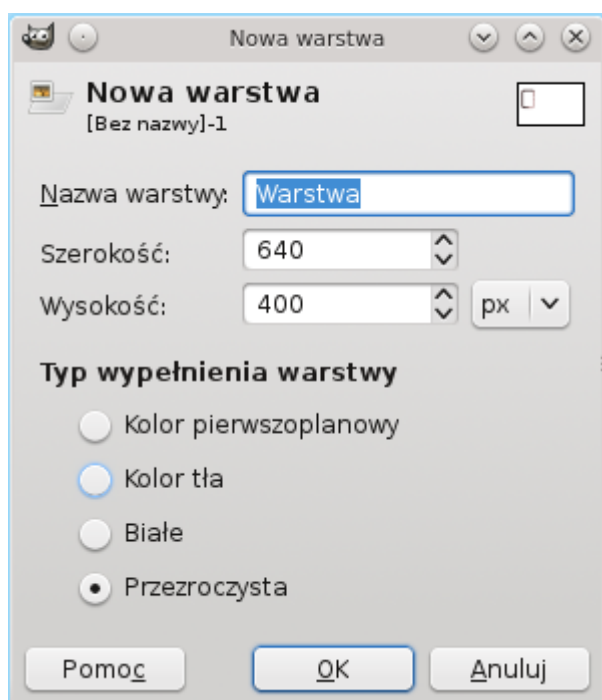 Nowa warstwa
Nowa warstwa
[Bez nazwy]-1
Nazwa warstwy: Warstwa
Szerokość: 640
Wysokość: 400 px
Typ wypełnienia warstwy
Kolor pierwszoplanowy
Kolor tła
Białe
Przezroczysta
Pomoc OK Anuluj